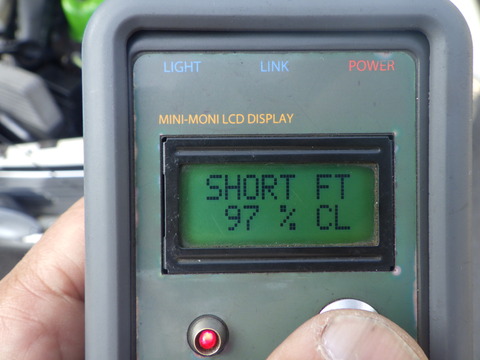 LIGHT LINK POWER
MINI-MONI LCD DISPLAY
SHORT FT
97 % CL